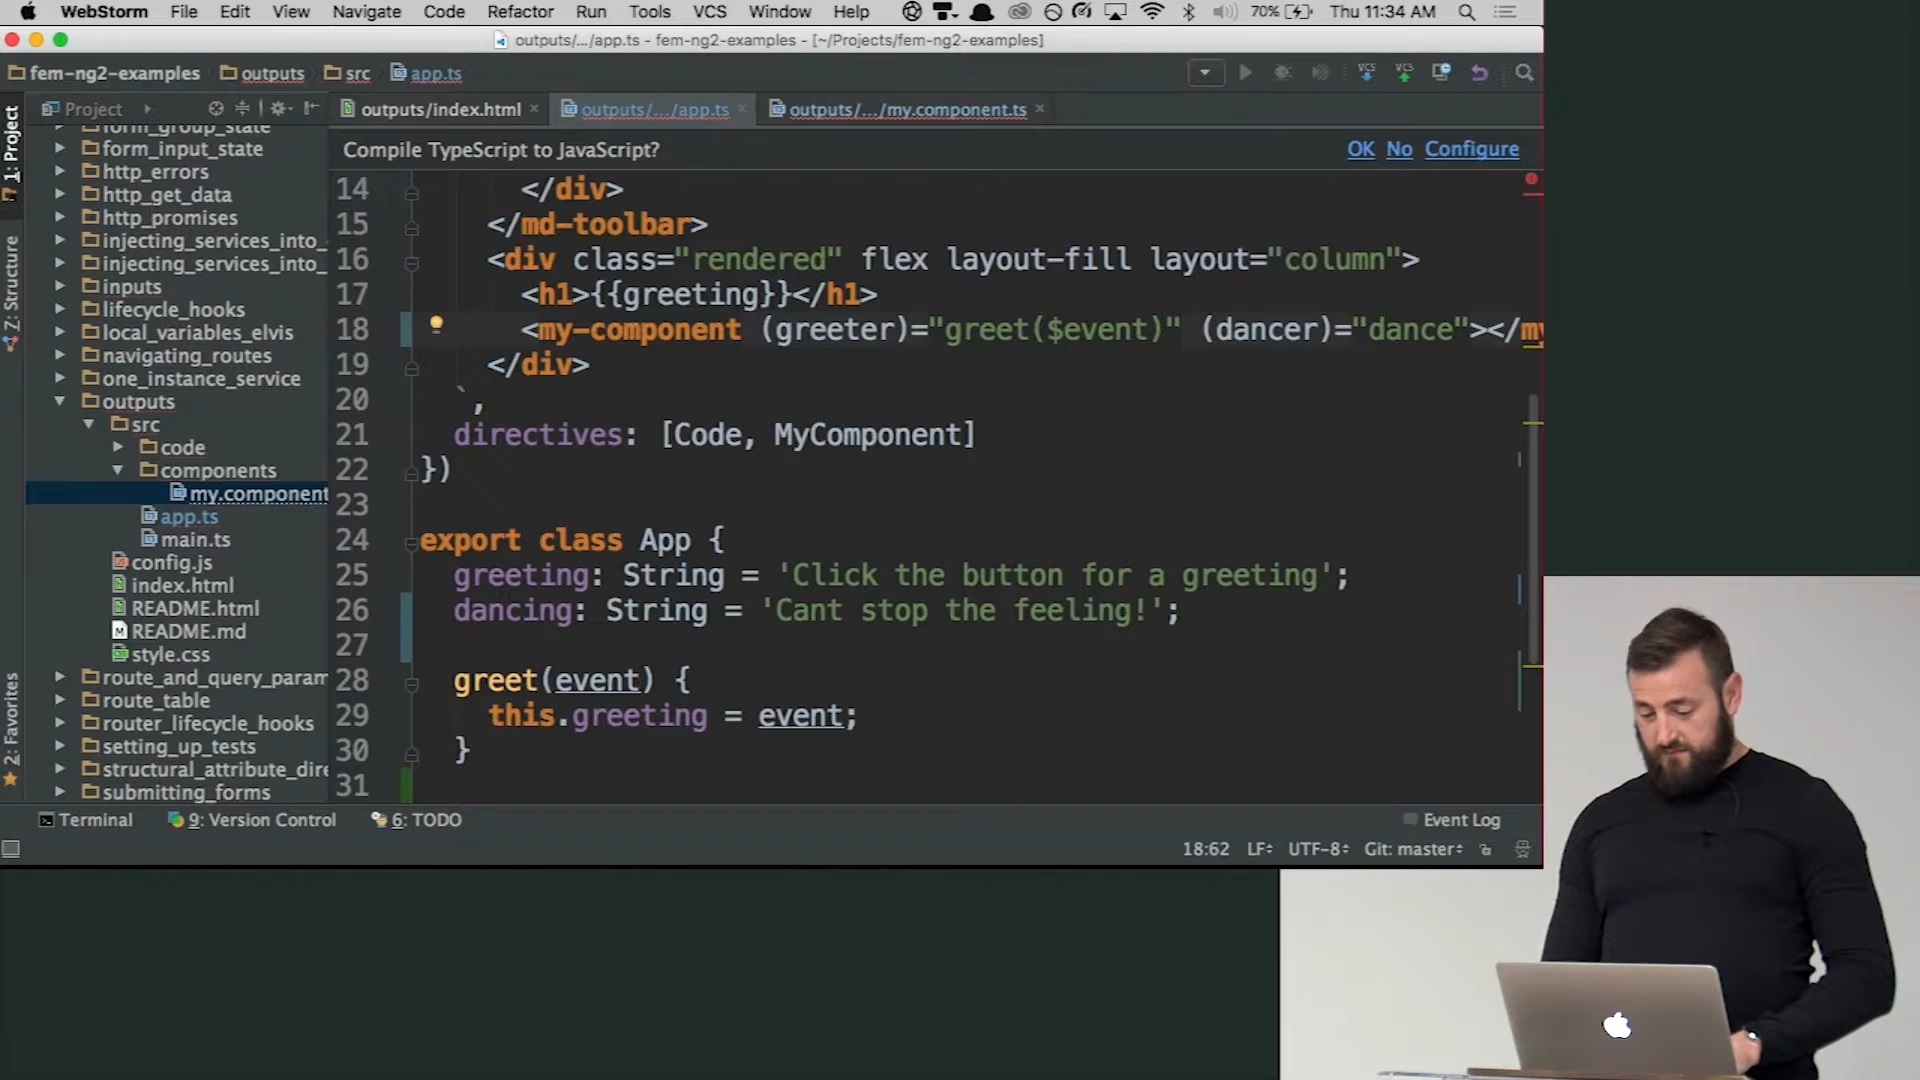 WebStorm File Edit View Navigate Code Refactor Run Tools VCS Window Help 70% Thu 11:34 AM
outputs/.../app.ts - fem-ng2-examples - [~/Projects/fem-ng2-examples]
fem-ng2-examples outputs src app.ts
VCS VCS
Project outputs/index.html outputs/.../app.ts outputs/.../my.component.ts
Compile TypeScript to JavaScript? OK No Configure
1: Project
Z: Structure
2: Favorites
form_group_state
form_input_state
http_errors
http_get_data
http_promises
injecting_services_into_
injecting_services_into_
inputs
lifecycle_hooks
local_variables_elvis
navigating_routes
one_instance_service
outputs
src
code
components
my.component
app.ts
main.ts
config.js
index.html
README.html
README.md
style.css
route_and_query_param
route_table
router_lifecycle_hooks
setting_up_tests
structural_attribute_dire
submitting_forms
14 </div>
15 </md-toolbar>
16 <div class="rendered" flex layout-fill layout="column">
17 <h1>{{greeting}}</h1>
18 <my-component (greeter)="greet($event)" (dancer)="dance"></my
19 </div>
20 `,
21 directives: [Code, MyComponent]
22 })
23
24 export class App {
25 greeting: String = 'Click the button for a greeting';
26 dancing: String = 'Cant stop the feeling!';
27
28 greet(event) {
29 this.greeting = event;
30 }
31
Terminal 9: Version Control 6: TODO Event Log
18:62 LF UTF-8 Git: master